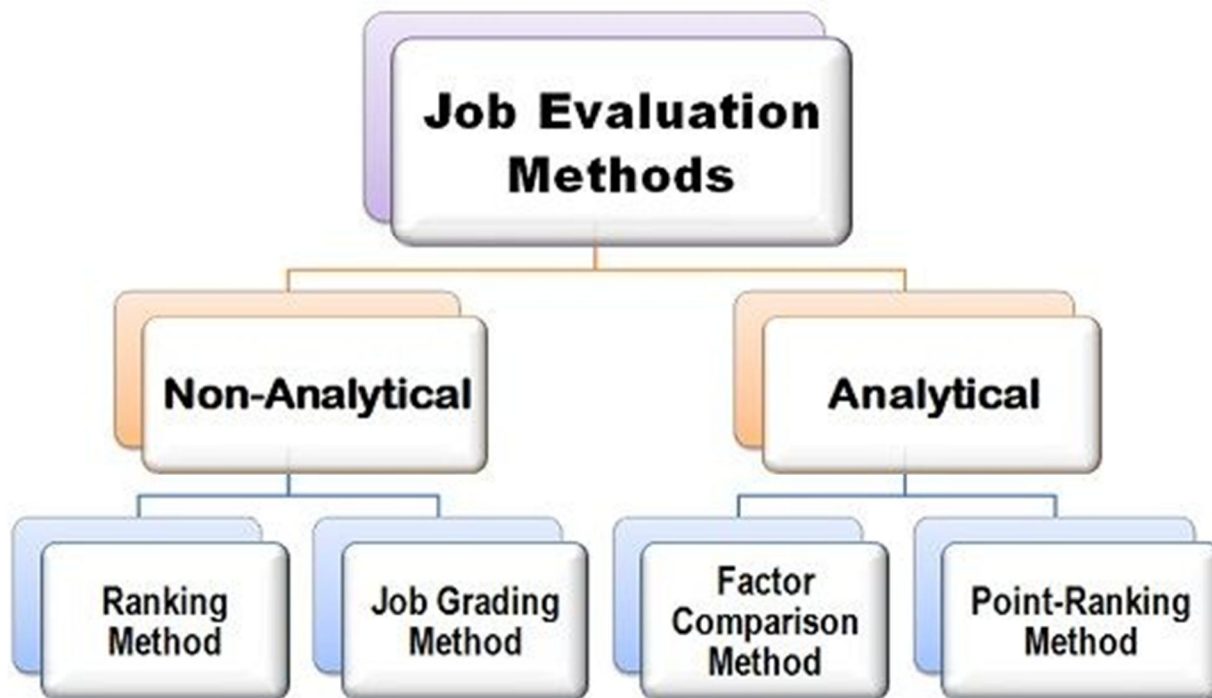 Job Evaluation
Methods
Non-Analytical
Analytical
Ranking
Method
Job Grading
Method
Factor
Comparison
Method
Point-Ranking
Method